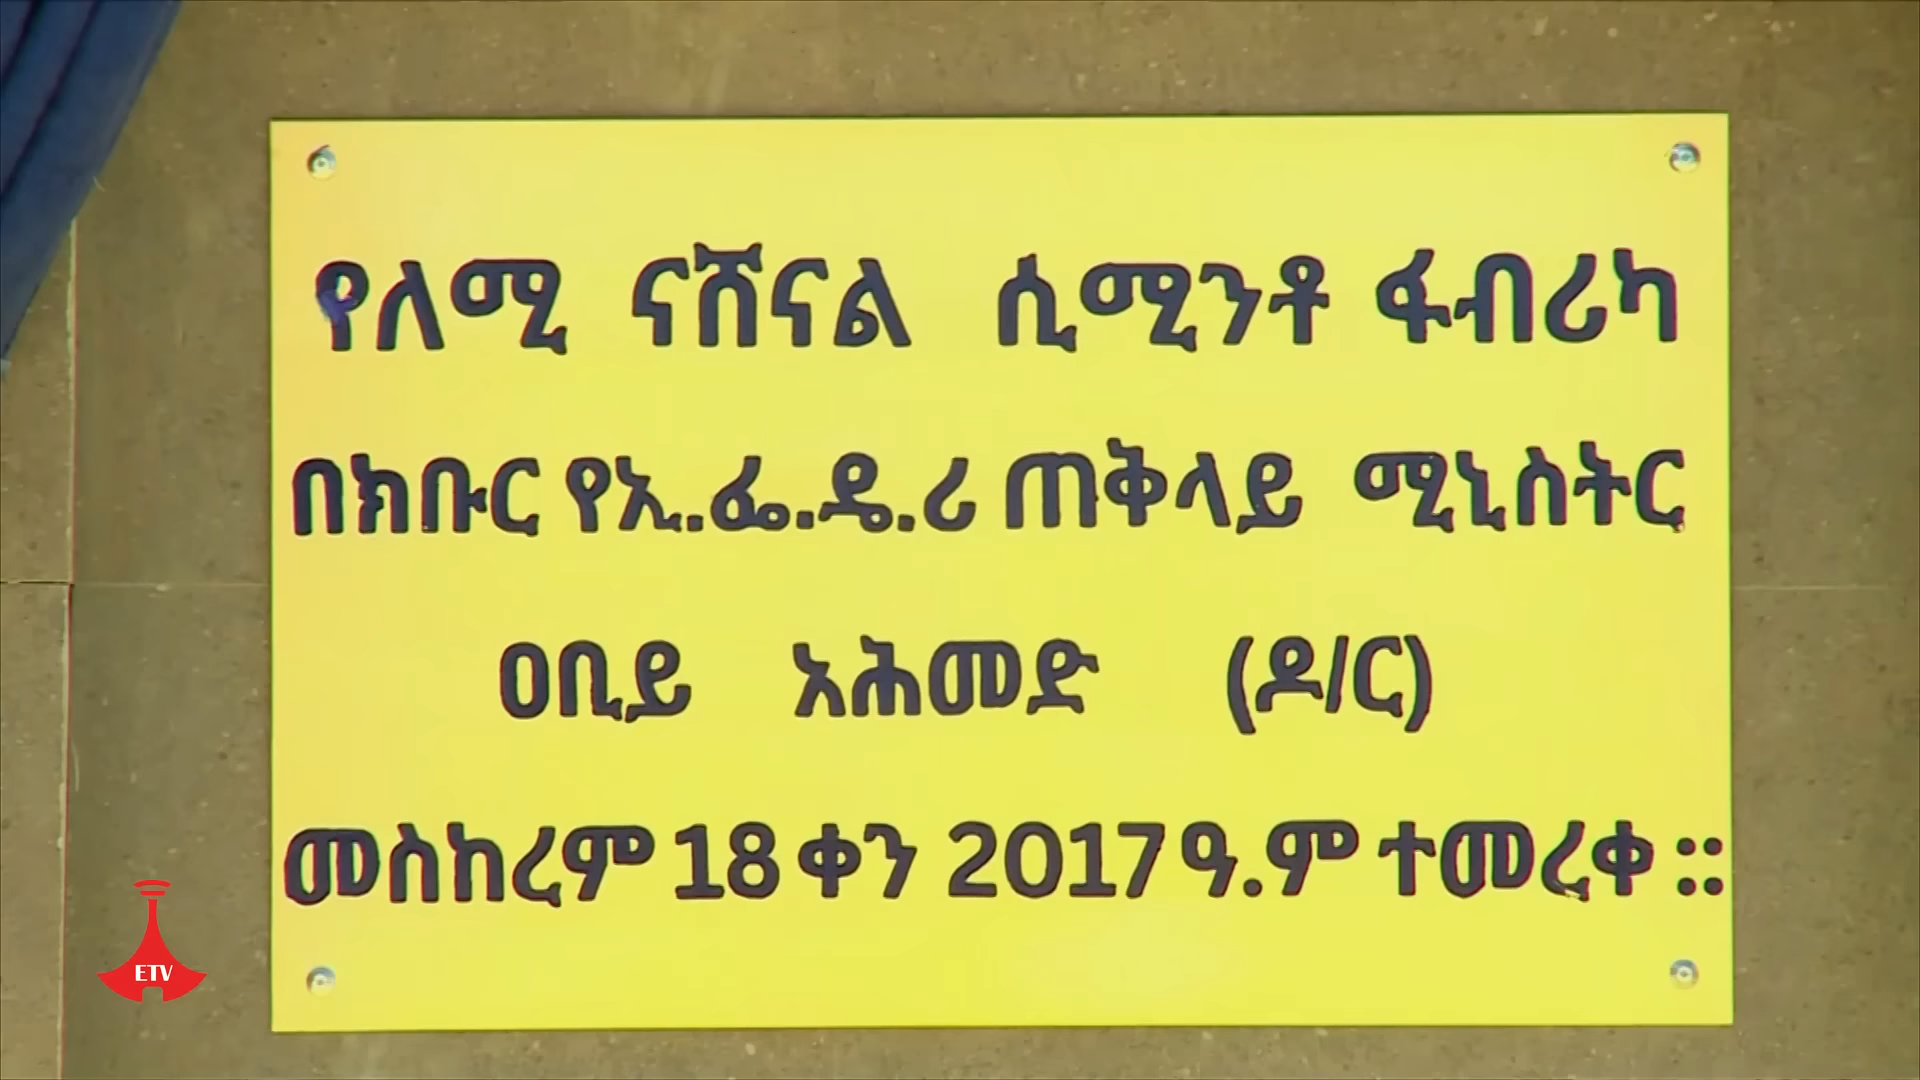 የለሚ ናሽናል ሲሚንቶ ፋብሪካ
በክቡር የኢ.ፌ.ዴ.ሪ ጠቅላይ ሚኒስትር
ዐቢይ አሕመድ (ዶ/ር)
መስከረም 18 ቀን 2017 ዓ.ም ተመረቀ ።
ETV